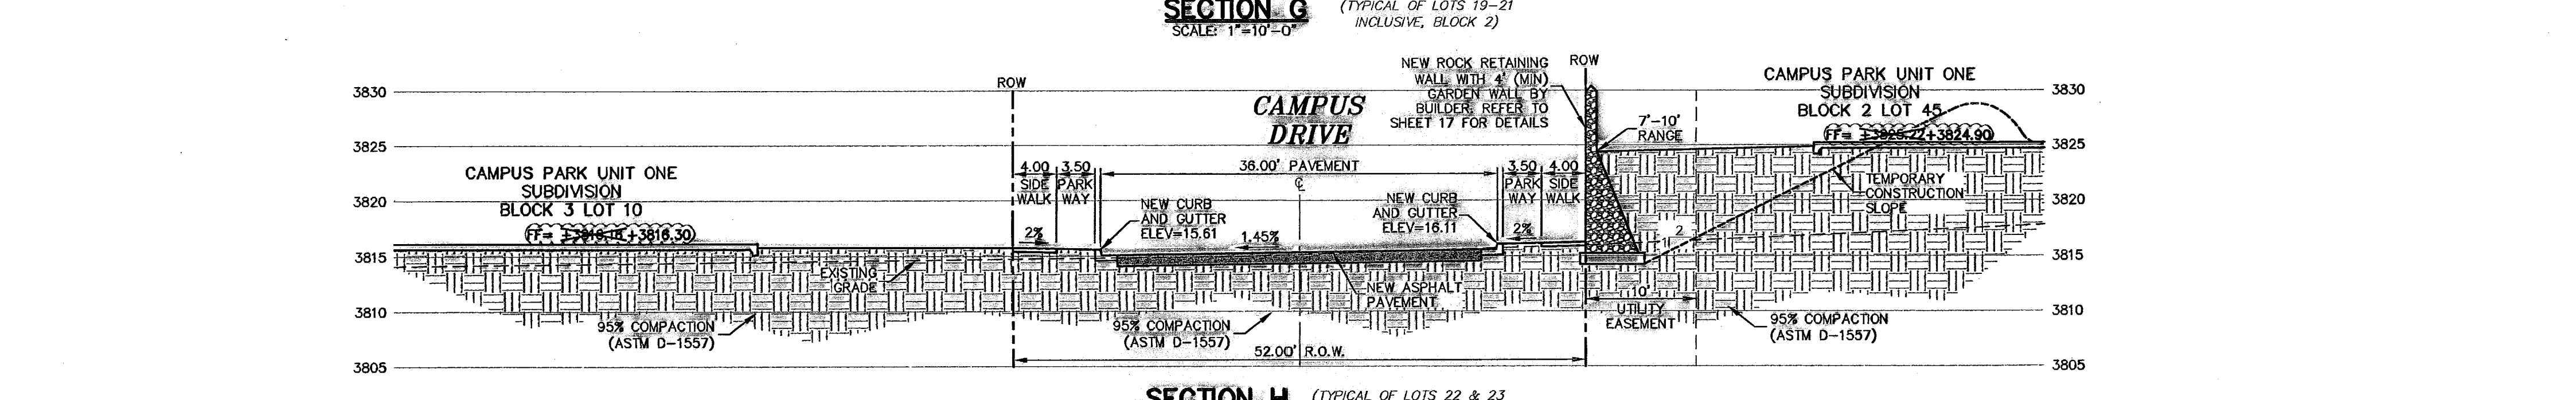 SECTION G
(TYPICAL OF LOTS 19-21
INCLUSIVE, BLOCK 2)
SCALE: 1"=10'-0"
ROW
ROW
NEW ROCK RETAINING
WALL WITH 4' (MIN)
GARDEN WALL BY
BUILDER, REFER TO
SHEET 17 FOR DETAILS
CAMPUS PARK UNIT ONE
SUBDIVISION
BLOCK 2 LOT 45
FF= +3824.90
3830
3830
CAMPUS
DRIVE
7'-10'
RANGE
3825
3825
CAMPUS PARK UNIT ONE
SUBDIVISION
BLOCK 3 LOT 10
FF= +3816.30
4.00
SIDE
WALK
3.50
PARK
WAY
36.00' PAVEMENT
3.50
PARK
WAY
4.00
SIDE
WALK
TEMPORARY
CONSTRUCTION
SLOPE
3820
3820
NEW CURB
AND GUTTER
ELEV=15.61
NEW CURB
AND GUTTER
ELEV=16.11
2%
1.45%
2%
1
2
3815
3815
EXISTING
GRADE
NEW ASPHALT
PAVEMENT
10'
UTILITY
EASEMENT
3810
3810
95% COMPACTION
(ASTM D-1557)
95% COMPACTION
(ASTM D-1557)
95% COMPACTION
(ASTM D-1557)
52.00' R.O.W.
3805
3805
SECTION H
(TYPICAL OF LOTS 22 & 23